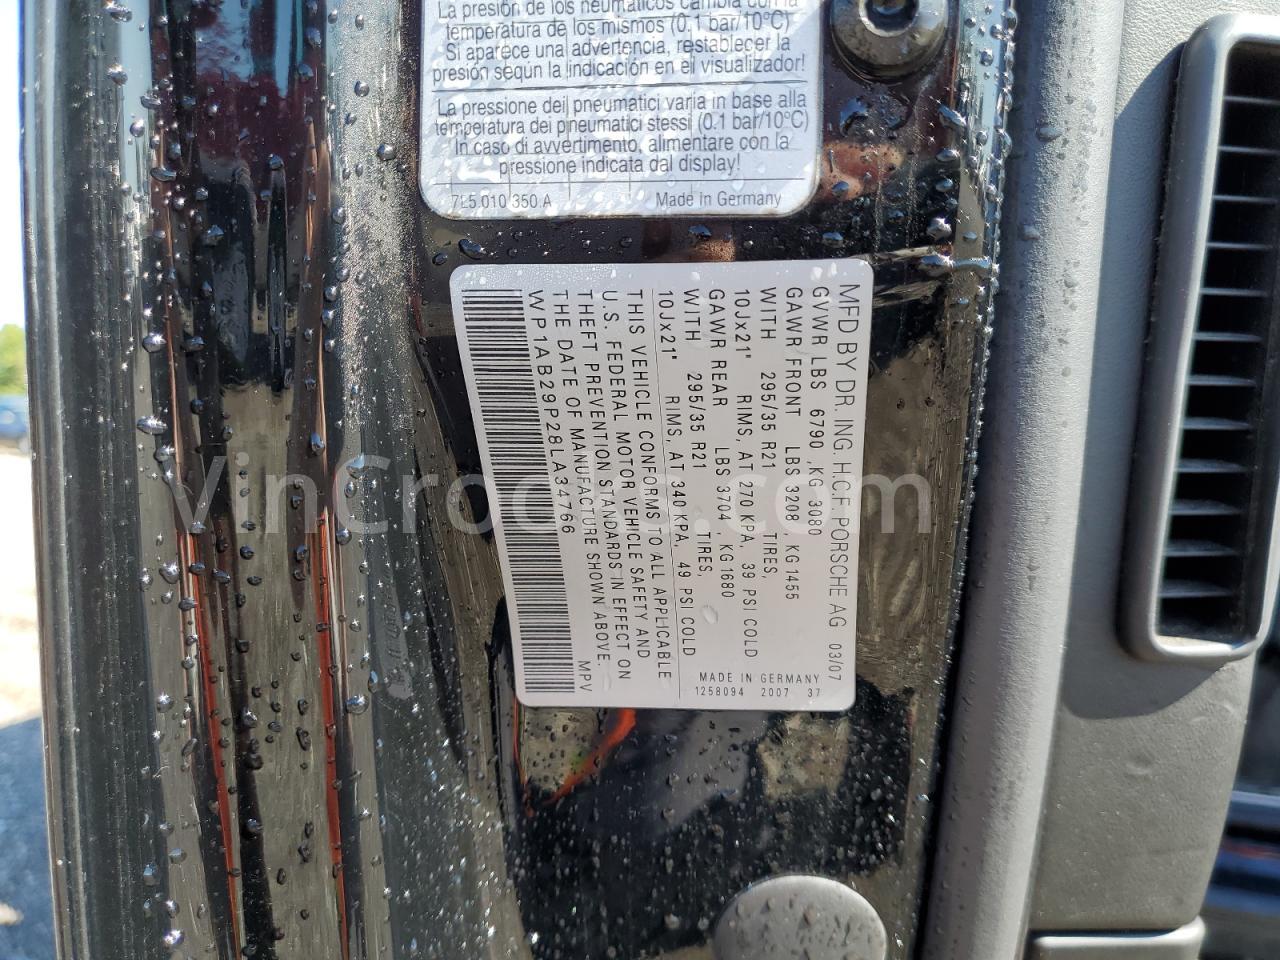 La presión de los neumáticos cambia con la
temperatura de los mismos (0.1 bar/10°C)
Si aparece una advertencia, restablecer la
presión según la indicación en el visualizador!
La pressione dei pneumatici varia in base alla
temperatura dei pneumatici stessi (0.1 bar/10°C)
In caso di avvertimento, alimentare con la
pressione indicata dal display!
7L5.010 350.A Made in Germany
MFD BY DR. ING. H.C.F. PORSCHE AG 03/07
GVWR LBS 6790 ,KG 3080
GAWR FRONT LBS 3208 KG1455
WITH 295/35 R21 TIRES,
10Jx21" RIMS, AT 270 KPA, 39 PSI COLD
GAWR REAR LBS 3704 , KG1680
WITH 295/35 R21 TIRES,
10Jx21" RIMS, AT 340 KPA, 49 PSI COLD
MADE IN GERMANY
1258094 2007 37
THIS VEHICLE CONFORMS TO ALL APPLICABLE
U.S. FEDERAL MOTOR VEHICLE SAFETY AND
THEFT PREVENTION STANDARDS IN EFFECT ON
THE DATE OF MANUFACTURE SHOWN ABOVE.
WP1AB29P28LA34766 MPV
VinCrocks.com